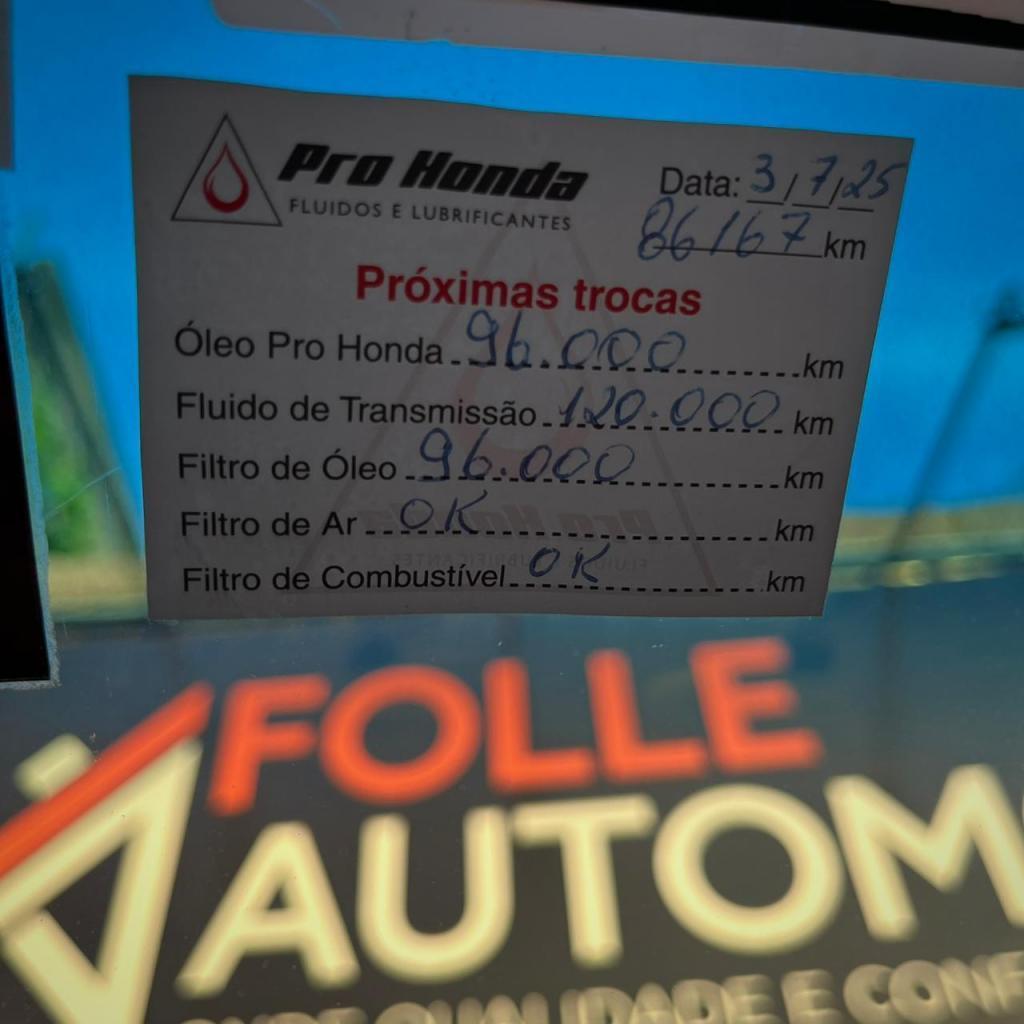 Pro Honda
FLUIDOS E LUBRIFICANTES
Data: 3/7/25
86167 km
Próximas trocas
Óleo Pro Honda 96.000 km
Fluido de Transmissão 120.000 km
Filtro de Óleo 96.000 km
Filtro de Ar OK km
Filtro de Combustível OK km
FOLLE
AUTOM
QUALIDADE E CONF